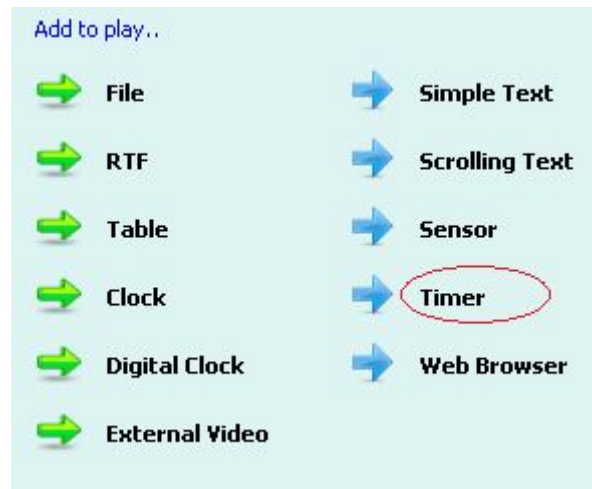 Add to play..
File
Simple Text
RTF
Scrolling Text
Table
Sensor
Clock
Timer
Digital Clock
Web Browser
External Video